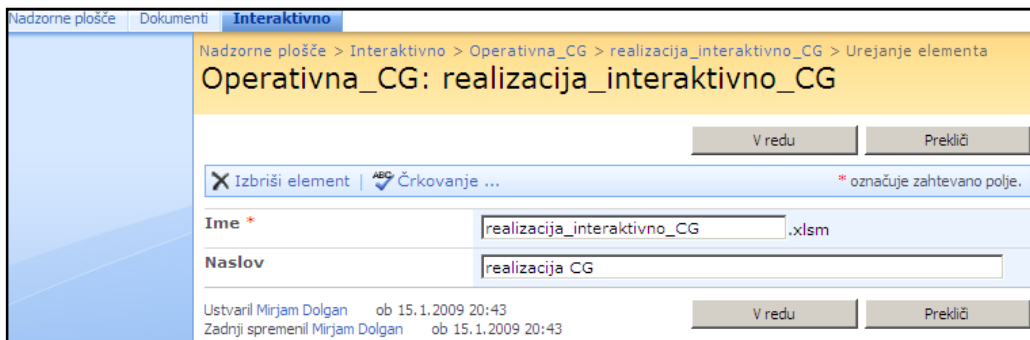 Nadzorne plošče Dokumenti Interaktivno
Nadzorne plošče > Interaktivno > Operativna_CG > realizacija_interaktivno_CG > Urejanje elementa
Operativna_CG: realizacija_interaktivno_CG
V redu Prekliči
Izbriši element | ABC Črkovanje ... * označuje zahtevano polje.
Ime * realizacija_interaktivno_CG .xlsm
Naslov realizacija CG
Ustvaril Mirjam Dolgan ob 15.1.2009 20:43
Zadnji spremenil Mirjam Dolgan ob 15.1.2009 20:43
V redu Prekliči